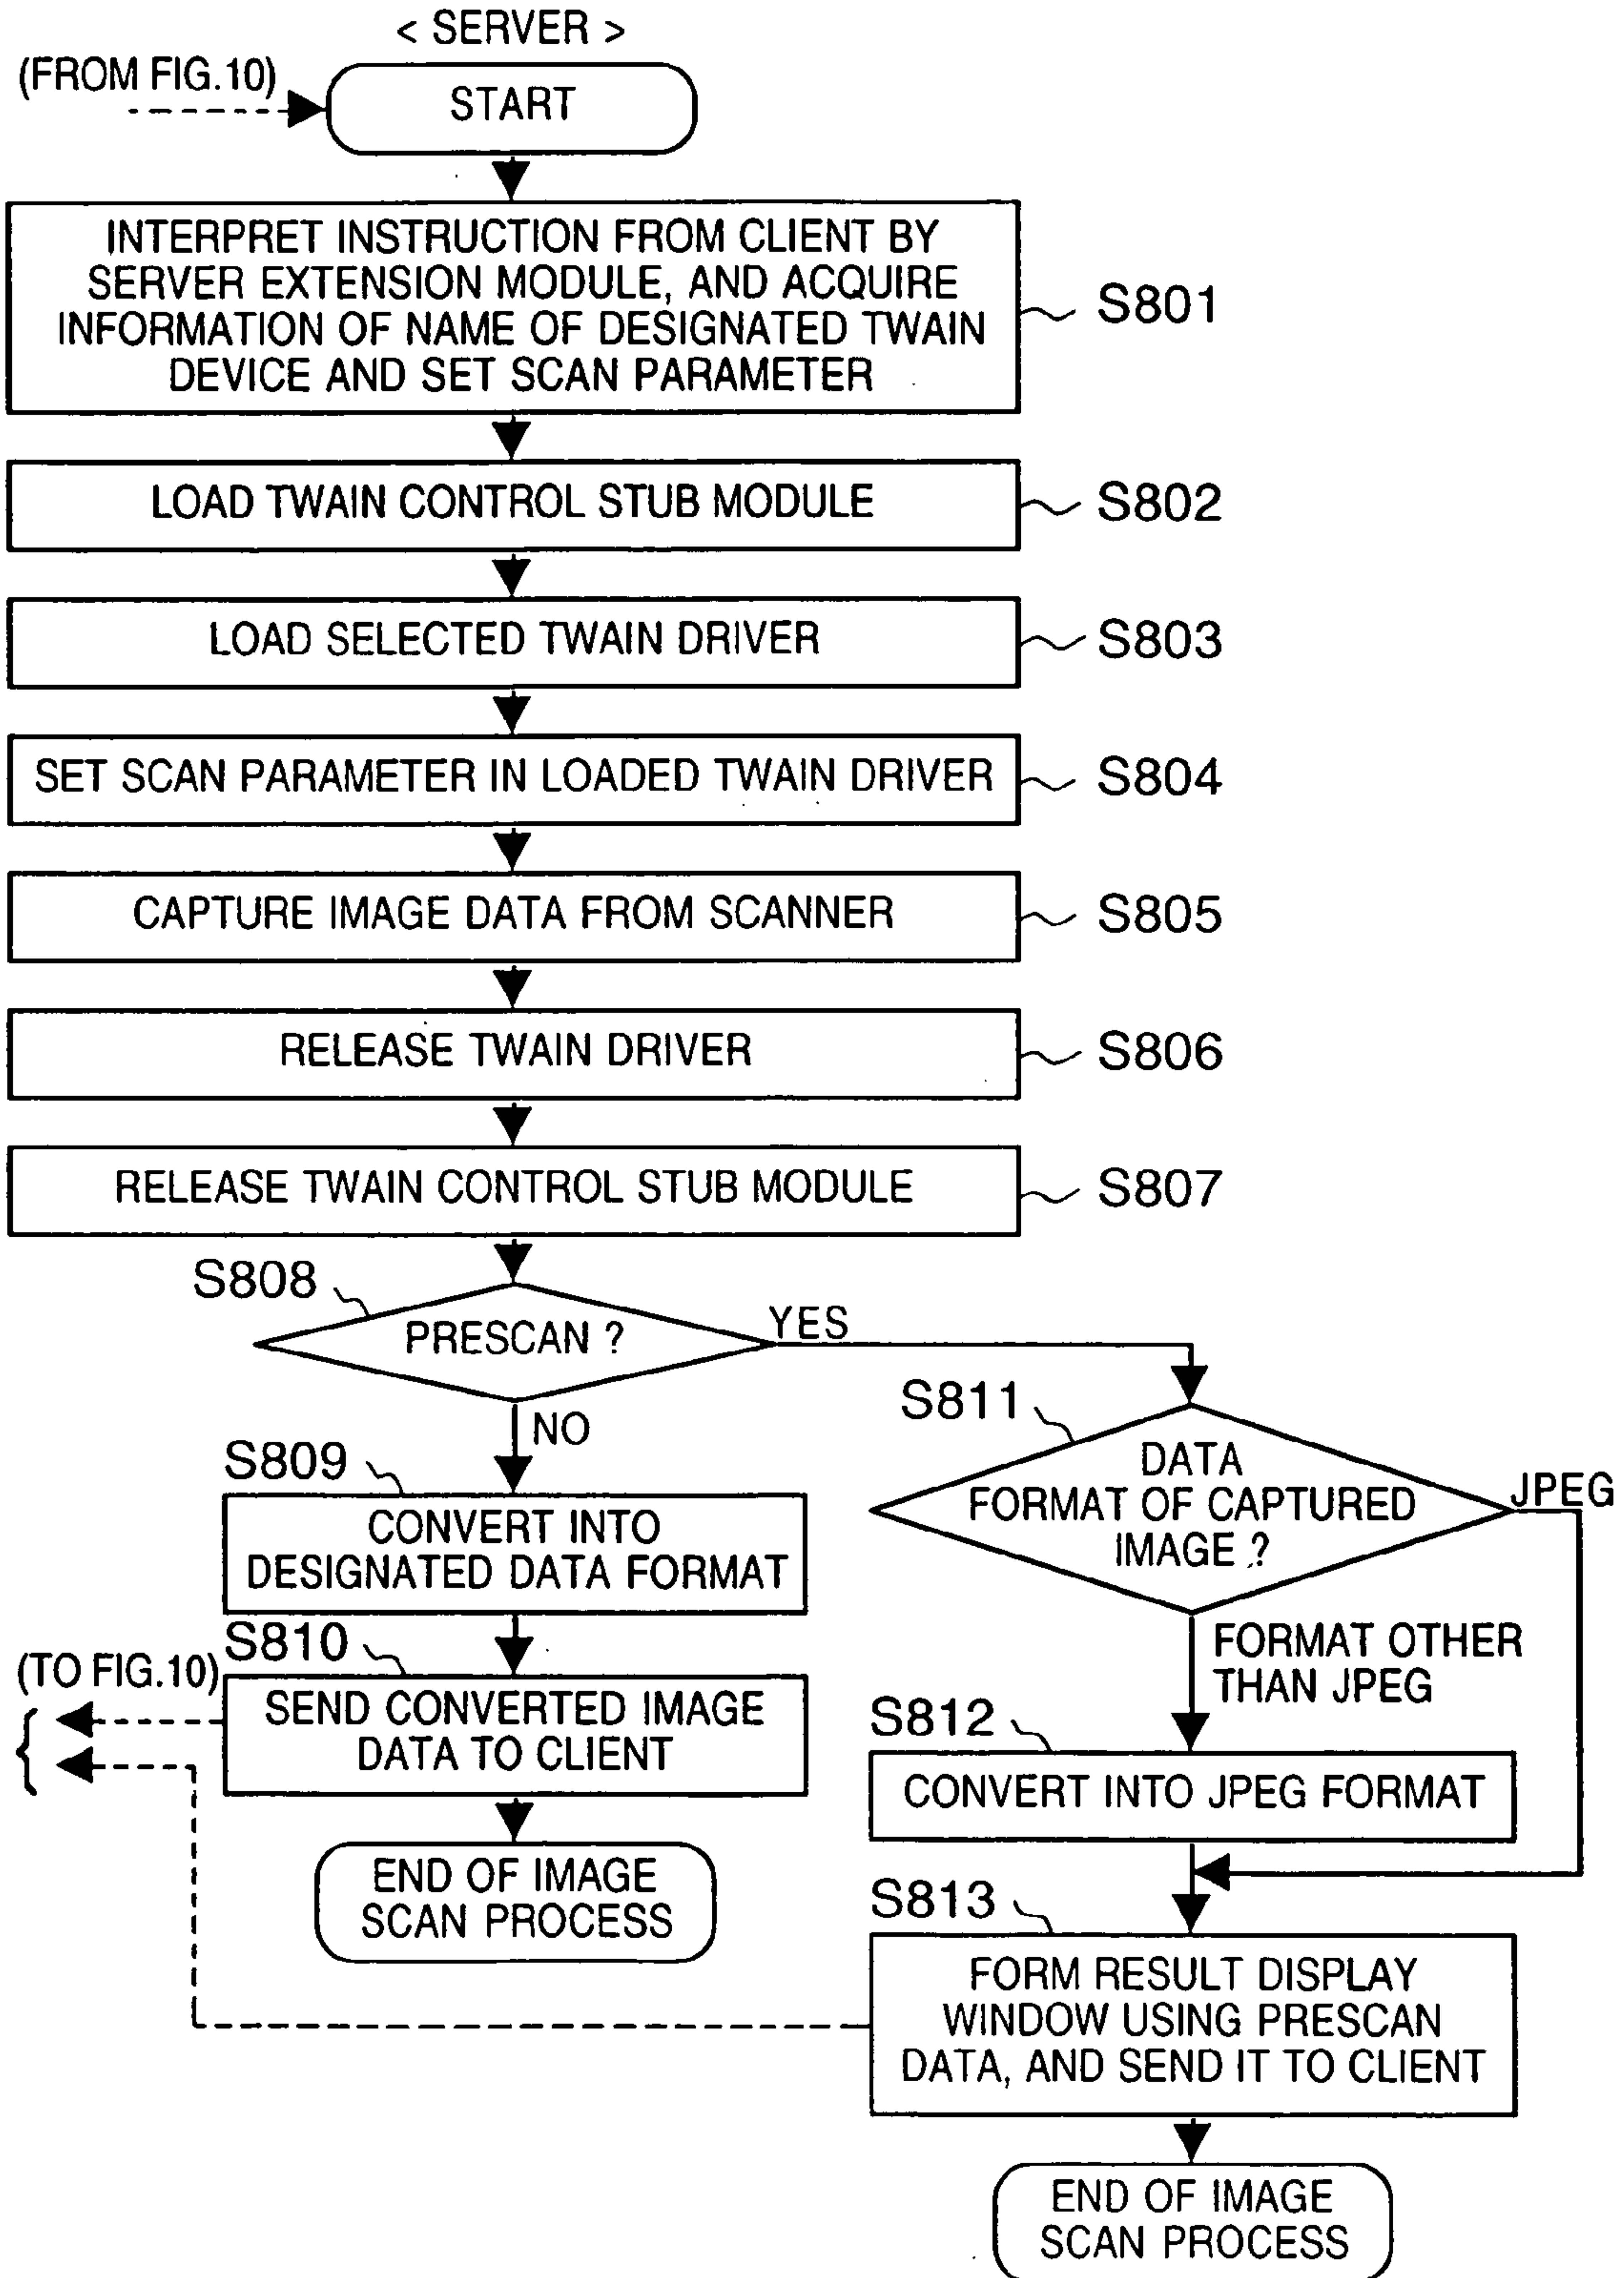 < SERVER >
(FROM FIG.10)
START
INTERPRET INSTRUCTION FROM CLIENT BY
SERVER EXTENSION MODULE, AND ACQUIRE
INFORMATION OF NAME OF DESIGNATED TWAIN
DEVICE AND SET SCAN PARAMETER
S801
LOAD TWAIN CONTROL STUB MODULE
S802
LOAD SELECTED TWAIN DRIVER
S803
SET SCAN PARAMETER IN LOADED TWAIN DRIVER
S804
CAPTURE IMAGE DATA FROM SCANNER
S805
RELEASE TWAIN DRIVER
S806
RELEASE TWAIN CONTROL STUB MODULE
S807
S808
PRESCAN ?
YES
NO
S809
CONVERT INTO
DESIGNATED DATA FORMAT
S810
(TO FIG.10)
SEND CONVERTED IMAGE
DATA TO CLIENT
END OF IMAGE
SCAN PROCESS
S811
DATA
FORMAT OF CAPTURED
IMAGE ?
JPEG
FORMAT OTHER
THAN JPEG
S812
CONVERT INTO JPEG FORMAT
S813
FORM RESULT DISPLAY
WINDOW USING PRESCAN
DATA, AND SEND IT TO CLIENT
END OF IMAGE
SCAN PROCESS